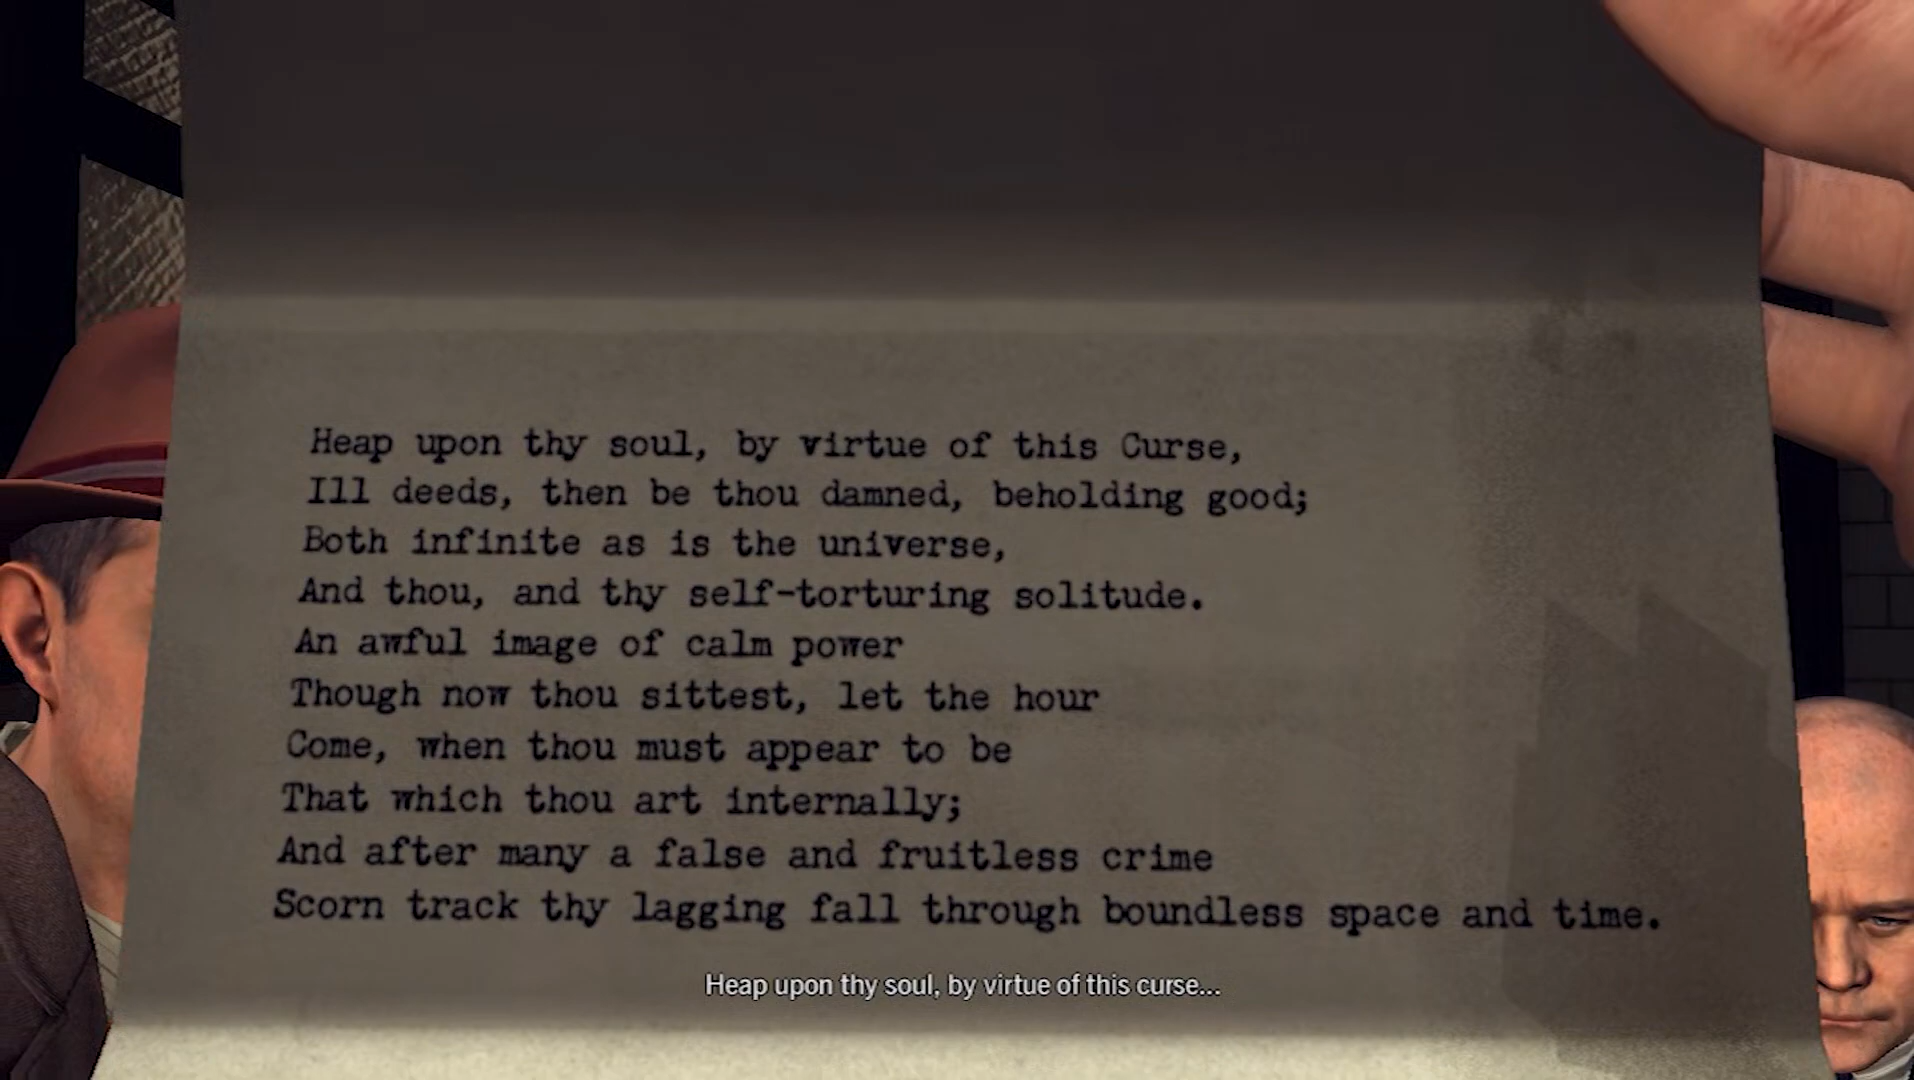 Heap upon thy soul, by virtue of this Curse,
Ill deeds, then be thou damned, beholding good;
Both infinite as is the universe,
And thou, and thy self-torturing solitude.
An awful image of calm power
Though now thou sittest, let the hour
Come, when thou must appear to be
That which thou art internally;
And after many a false and fruitless crime
Scorn track thy lagging fall through boundless space and time.
Heap upon thy soul, by virtue of this curse...